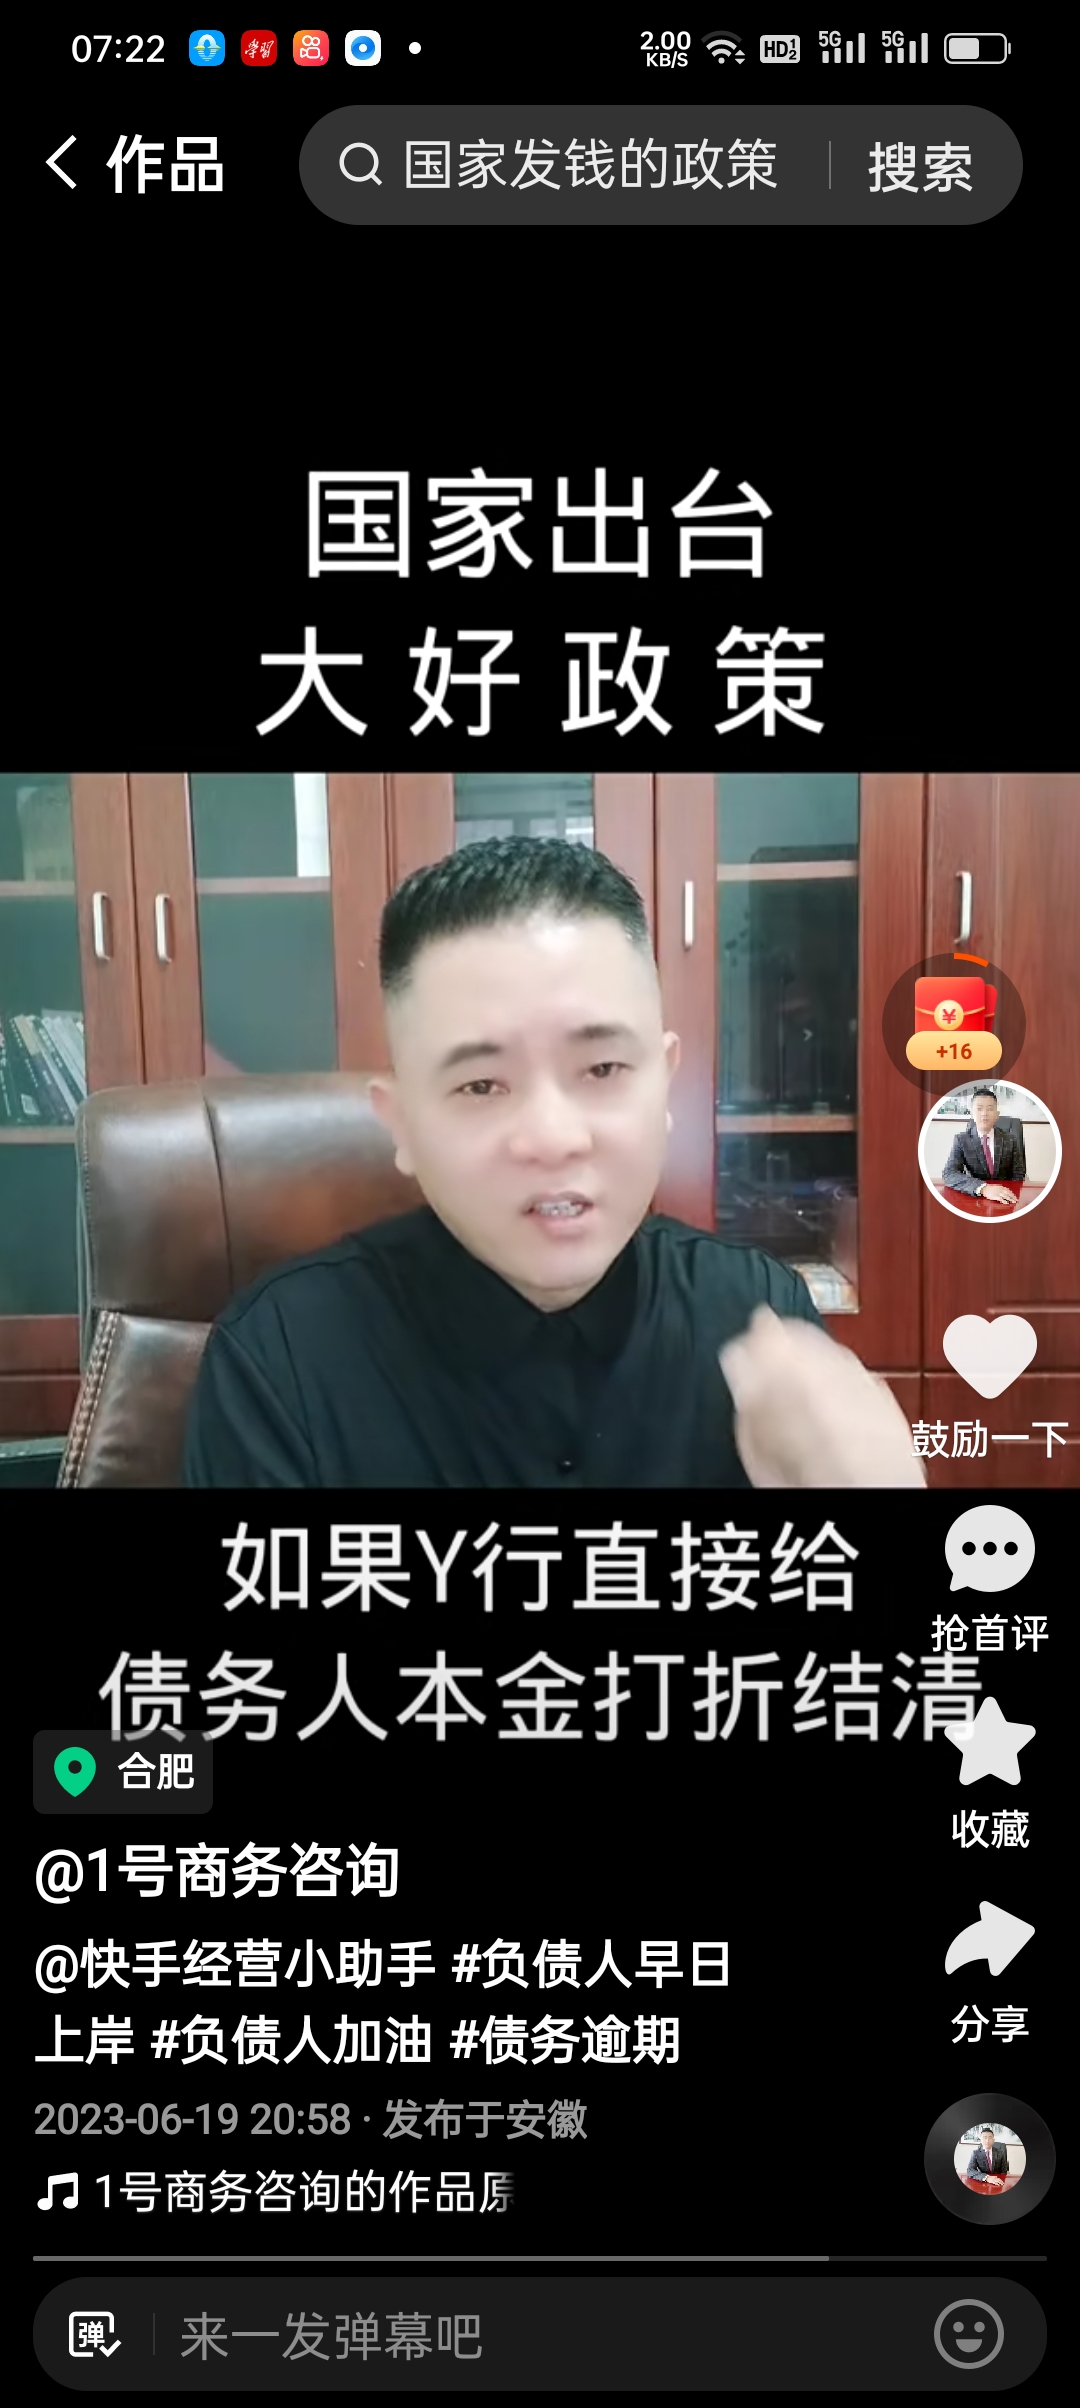 07:22
学习
2.00
KB/S
HD 1 2
5G
5G
作品
国家发钱的政策
搜索
国家出台
大好政策
¥
+16
鼓励一下
如果Y行直接给
抢首评
债务人本金打折结清
合肥
收藏
@1号商务咨询
@快手经营小助手 #负债人早日
上岸 #负债人加油 #债务逾期
分享
2023-06-19 20:58 · 发布于安徽
1号商务咨询的作品原
弹
来一发弹幕吧